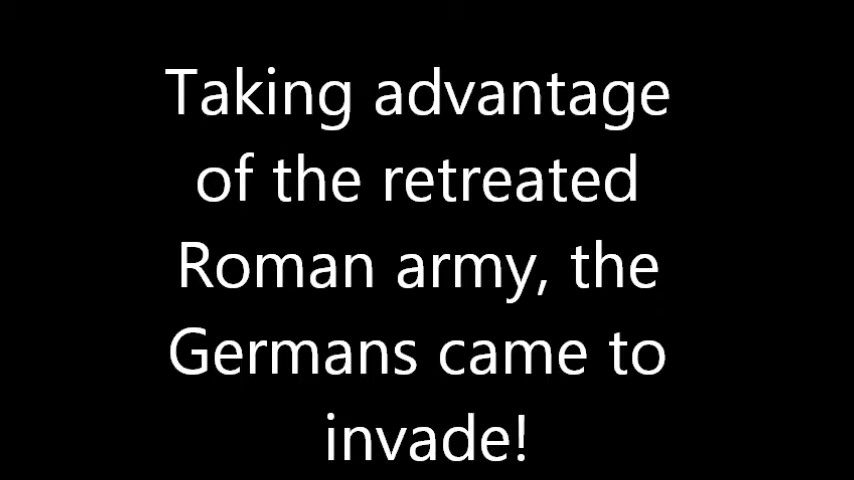 Taking advantage
of the retreated
Roman army, the
Germans came to
invade!